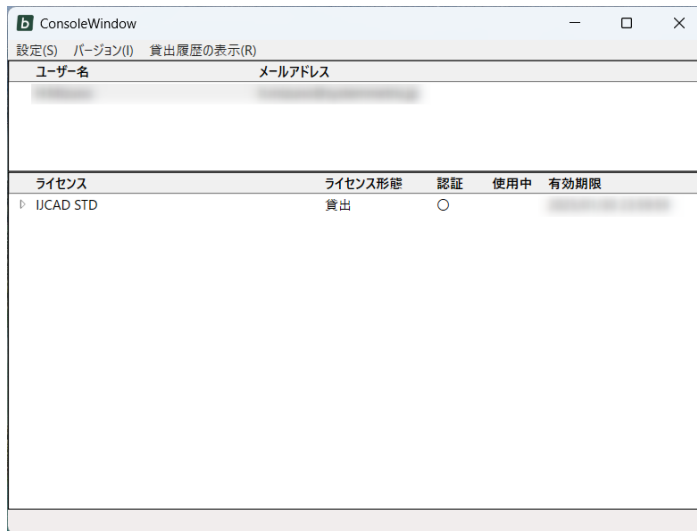 b ConsoleWindow
設定(S) バージョン(I) 貸出履歴の表示(R)
ユーザー名 メールアドレス
ライセンス ライセンス形態 認証 使用中 有効期限
IJCAD STD 貸出 ○